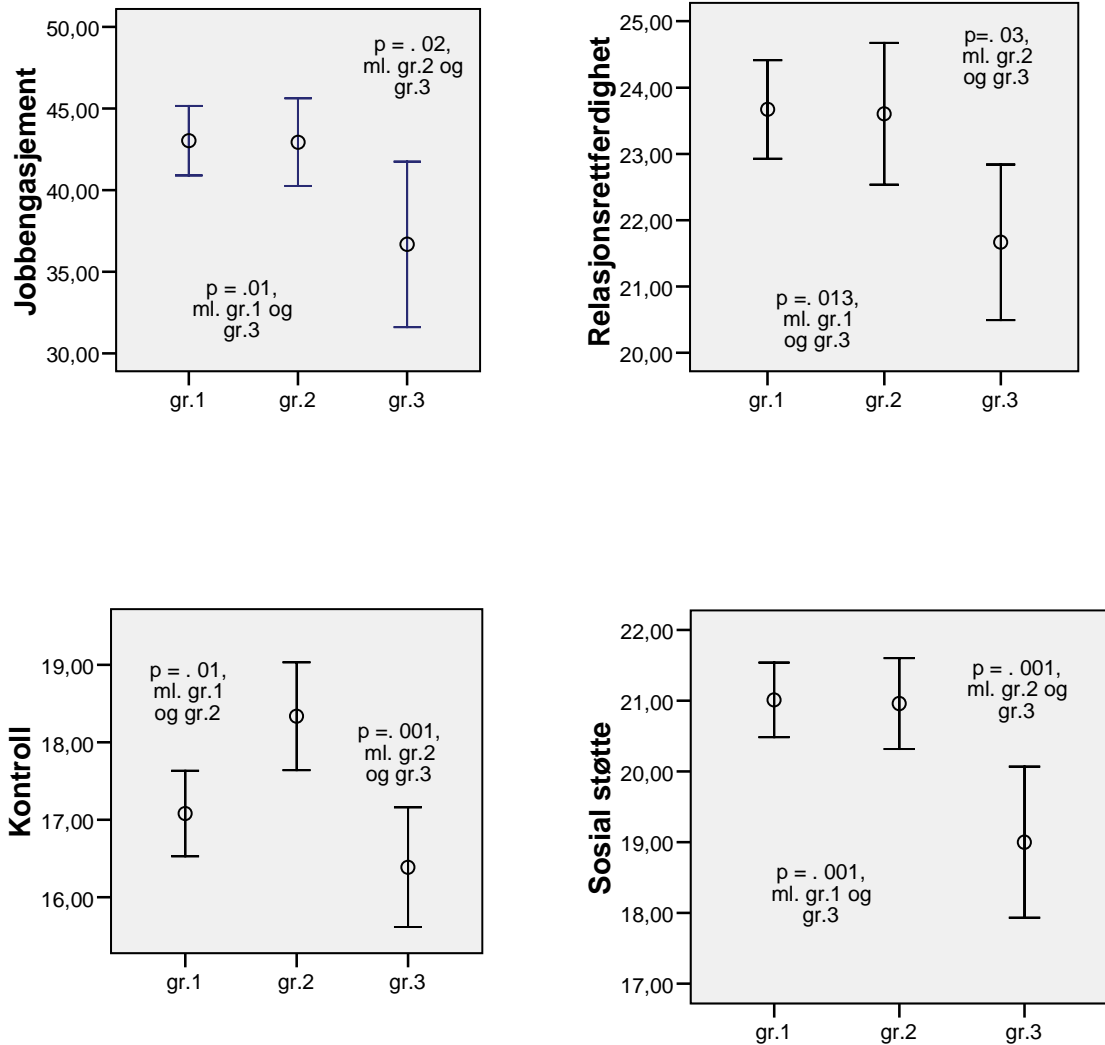 Jobbengasjement
50,00
45,00
40,00
35,00
30,00
p = . 02,
ml. gr.2 og
gr.3
p = .01,
ml. gr.1 og
gr.3
gr.1 gr.2 gr.3
Relasjonsrettferdighet
25,00
24,00
23,00
22,00
21,00
20,00
p=. 03,
ml. gr.2
og gr.3
p =. 013,
ml. gr.1
og gr.3
gr.1 gr.2 gr.3
Kontroll
19,00
18,00
17,00
16,00
p = . 01,
ml. gr.1
og gr.2
p =. 001,
ml. gr.2
og gr.3
gr.1 gr.2 gr.3
Sosial støtte
22,00
21,00
20,00
19,00
18,00
17,00
p = . 001,
ml. gr.2 og
gr.3
p = . 001,
ml. gr.1 og
gr.3
gr.1 gr.2 gr.3